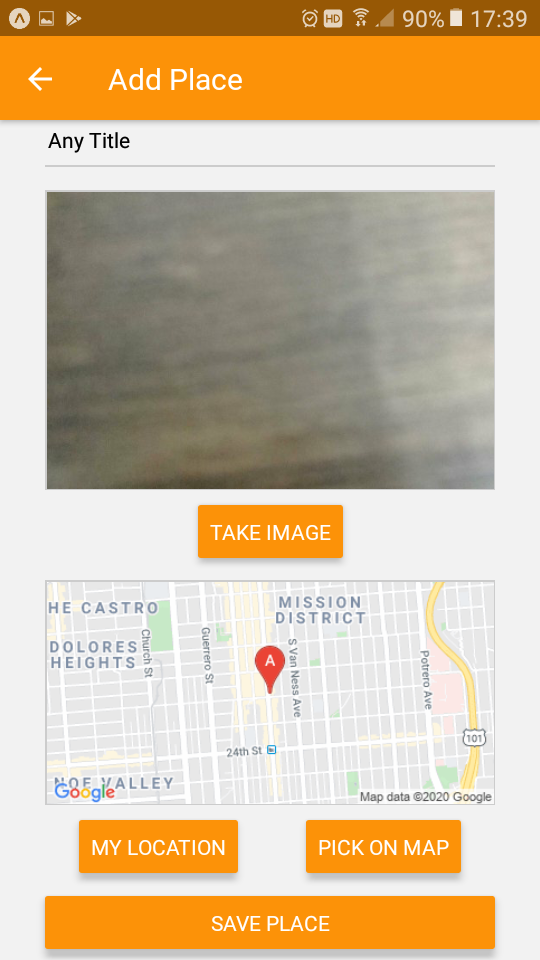 HD 90% 17:39
Add Place
Any Title
TAKE IMAGE
HE CASTRO
MISSION
DISTRICT
DOLORES
HEIGHTS
Church St
Guerrero St
S Van Ness Ave
Potrero Ave
A
24th St
101
NOE VALLEY
Google
Map data ©2020 Google
MY LOCATION
PICK ON MAP
SAVE PLACE